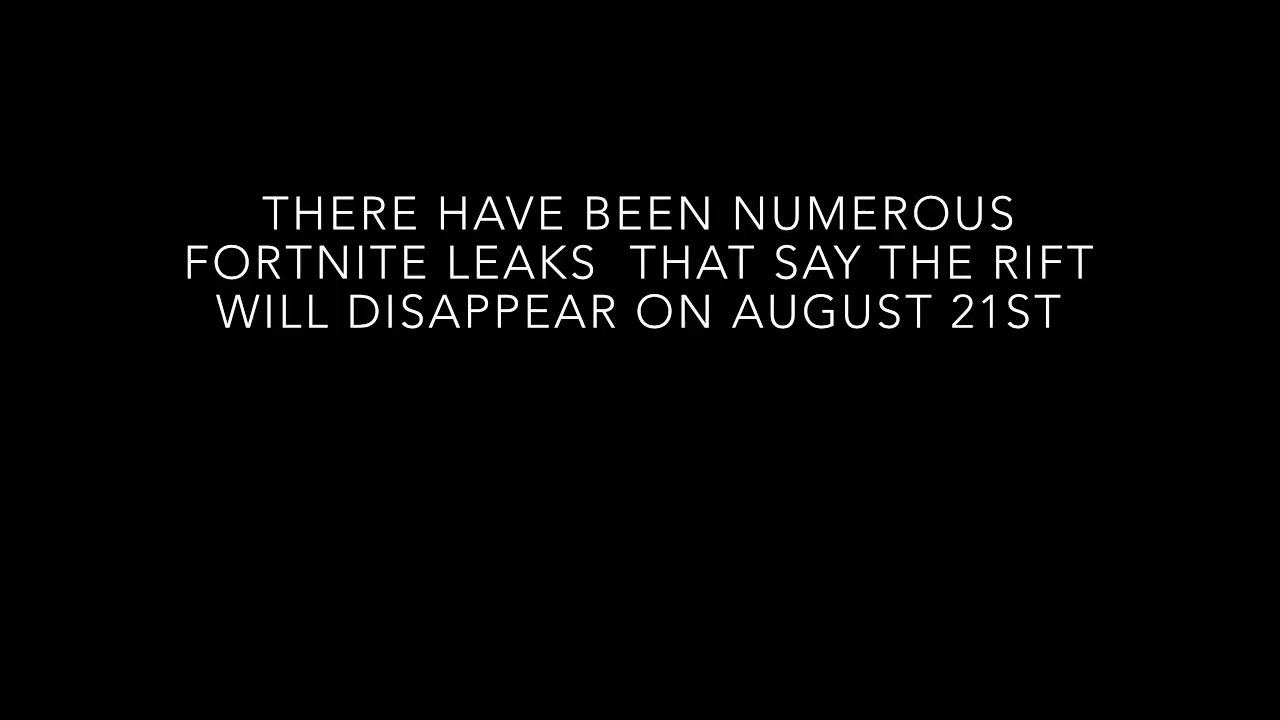 THERE HAVE BEEN NUMEROUS
FORTNITE LEAKS  THAT SAY THE RIFT
WILL DISAPPEAR ON AUGUST 21ST